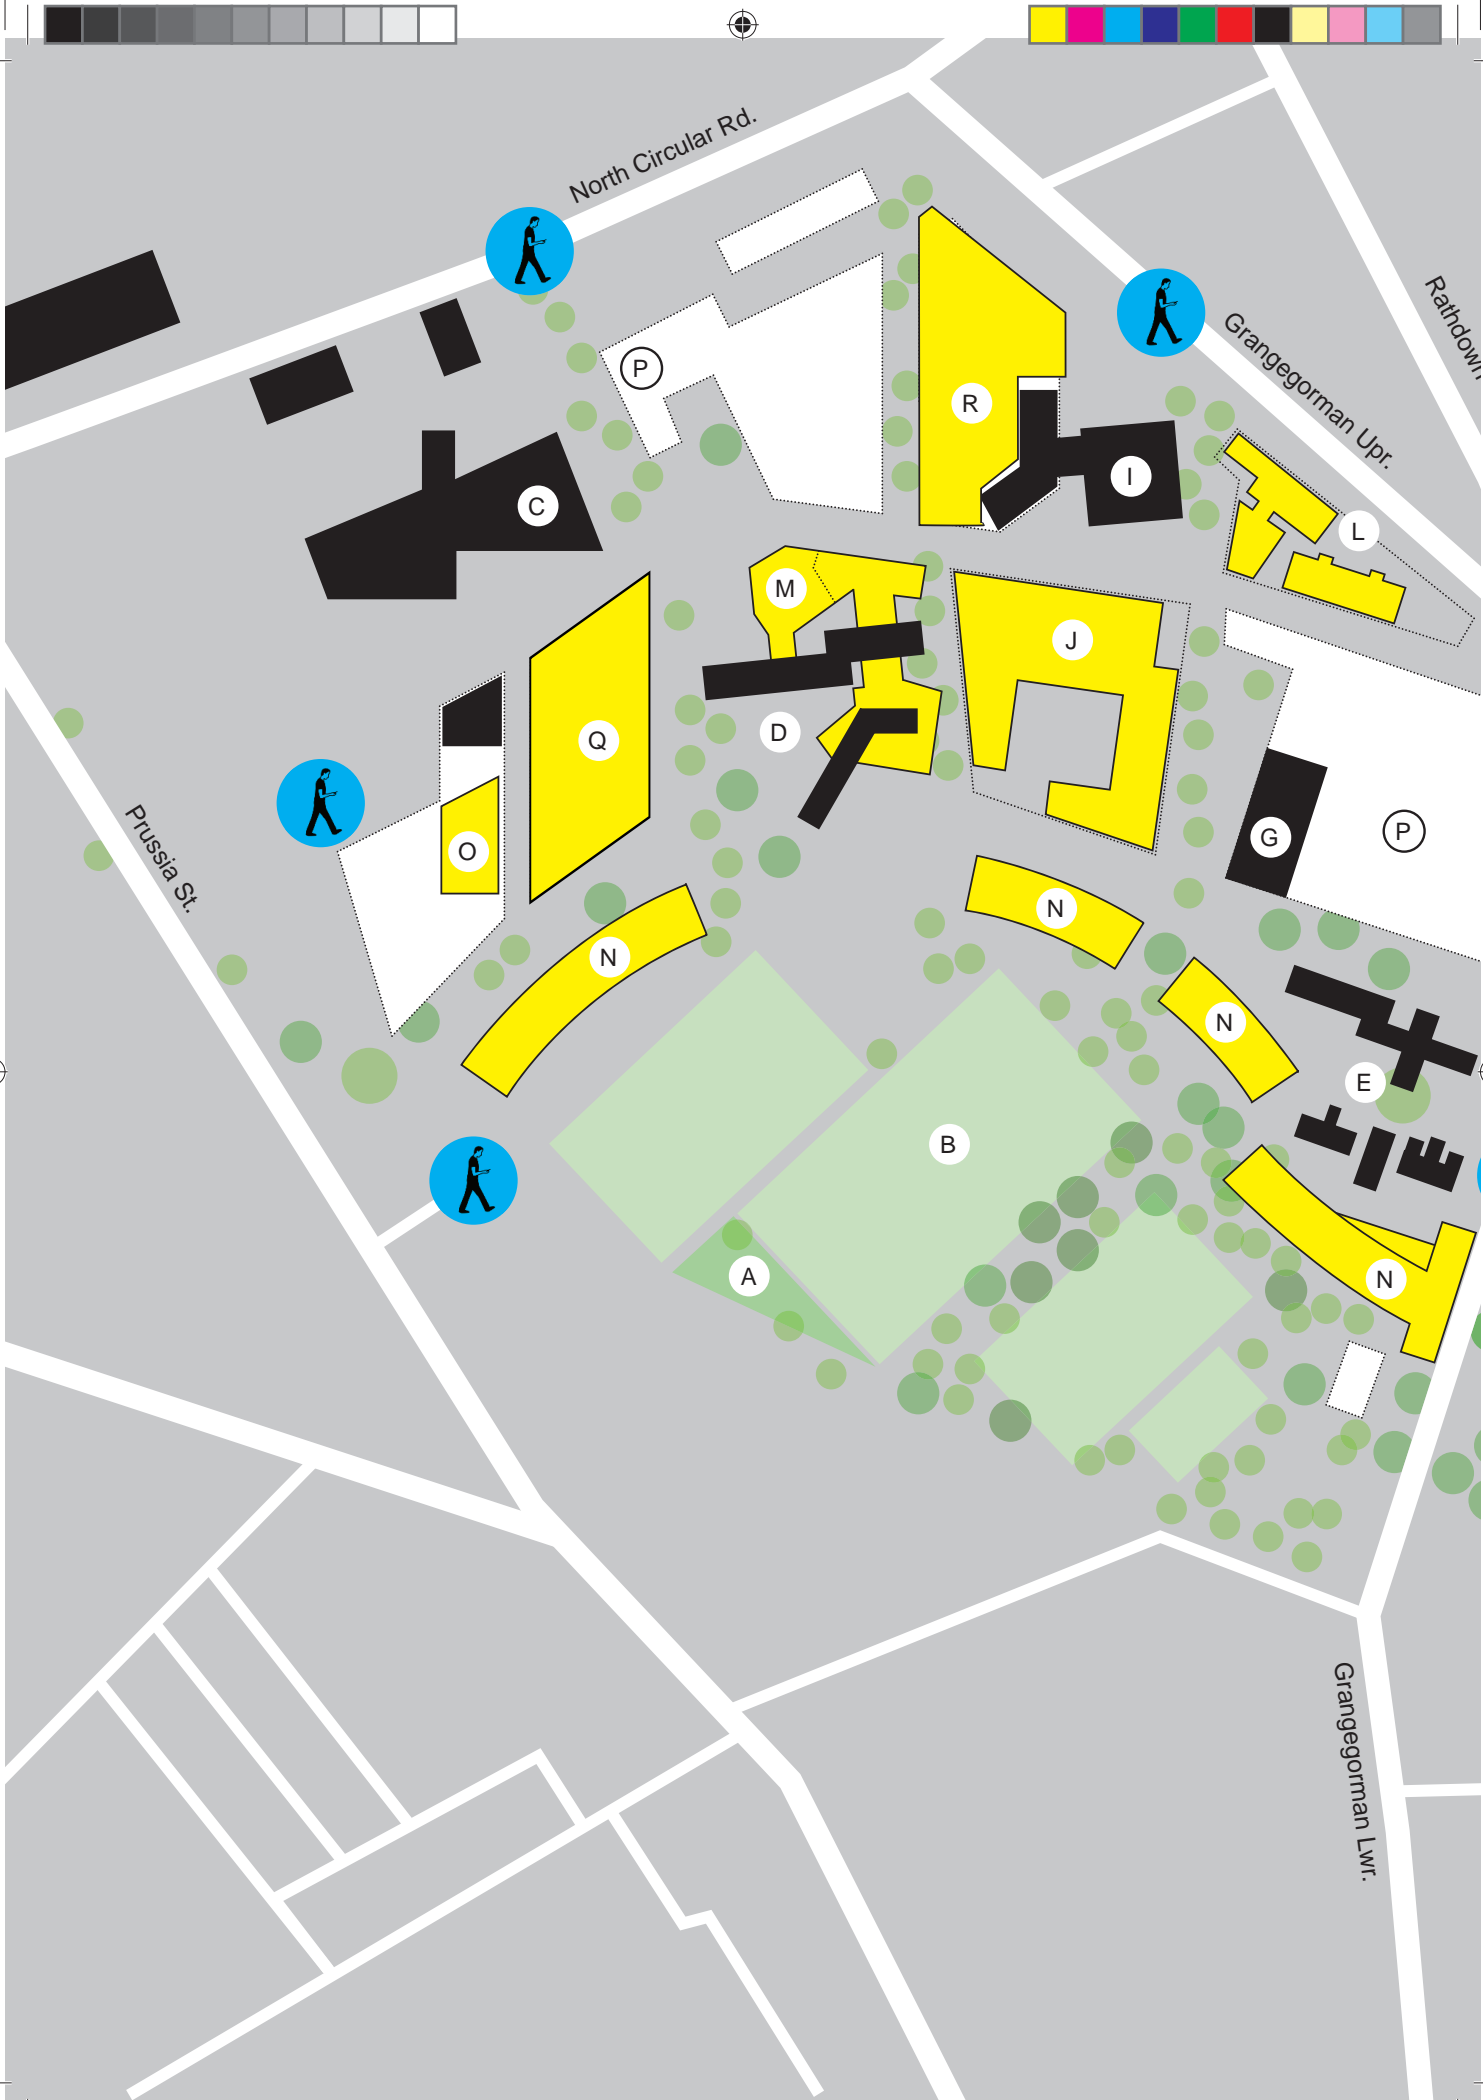 North Circular Rd.
Rathdown
Grangegorman Upr.
P
R
I
C
L
M
J
Q
D
G
P
O
Prussia St.
N
N
N
E
B
A
N
Grangegorman Lwr.